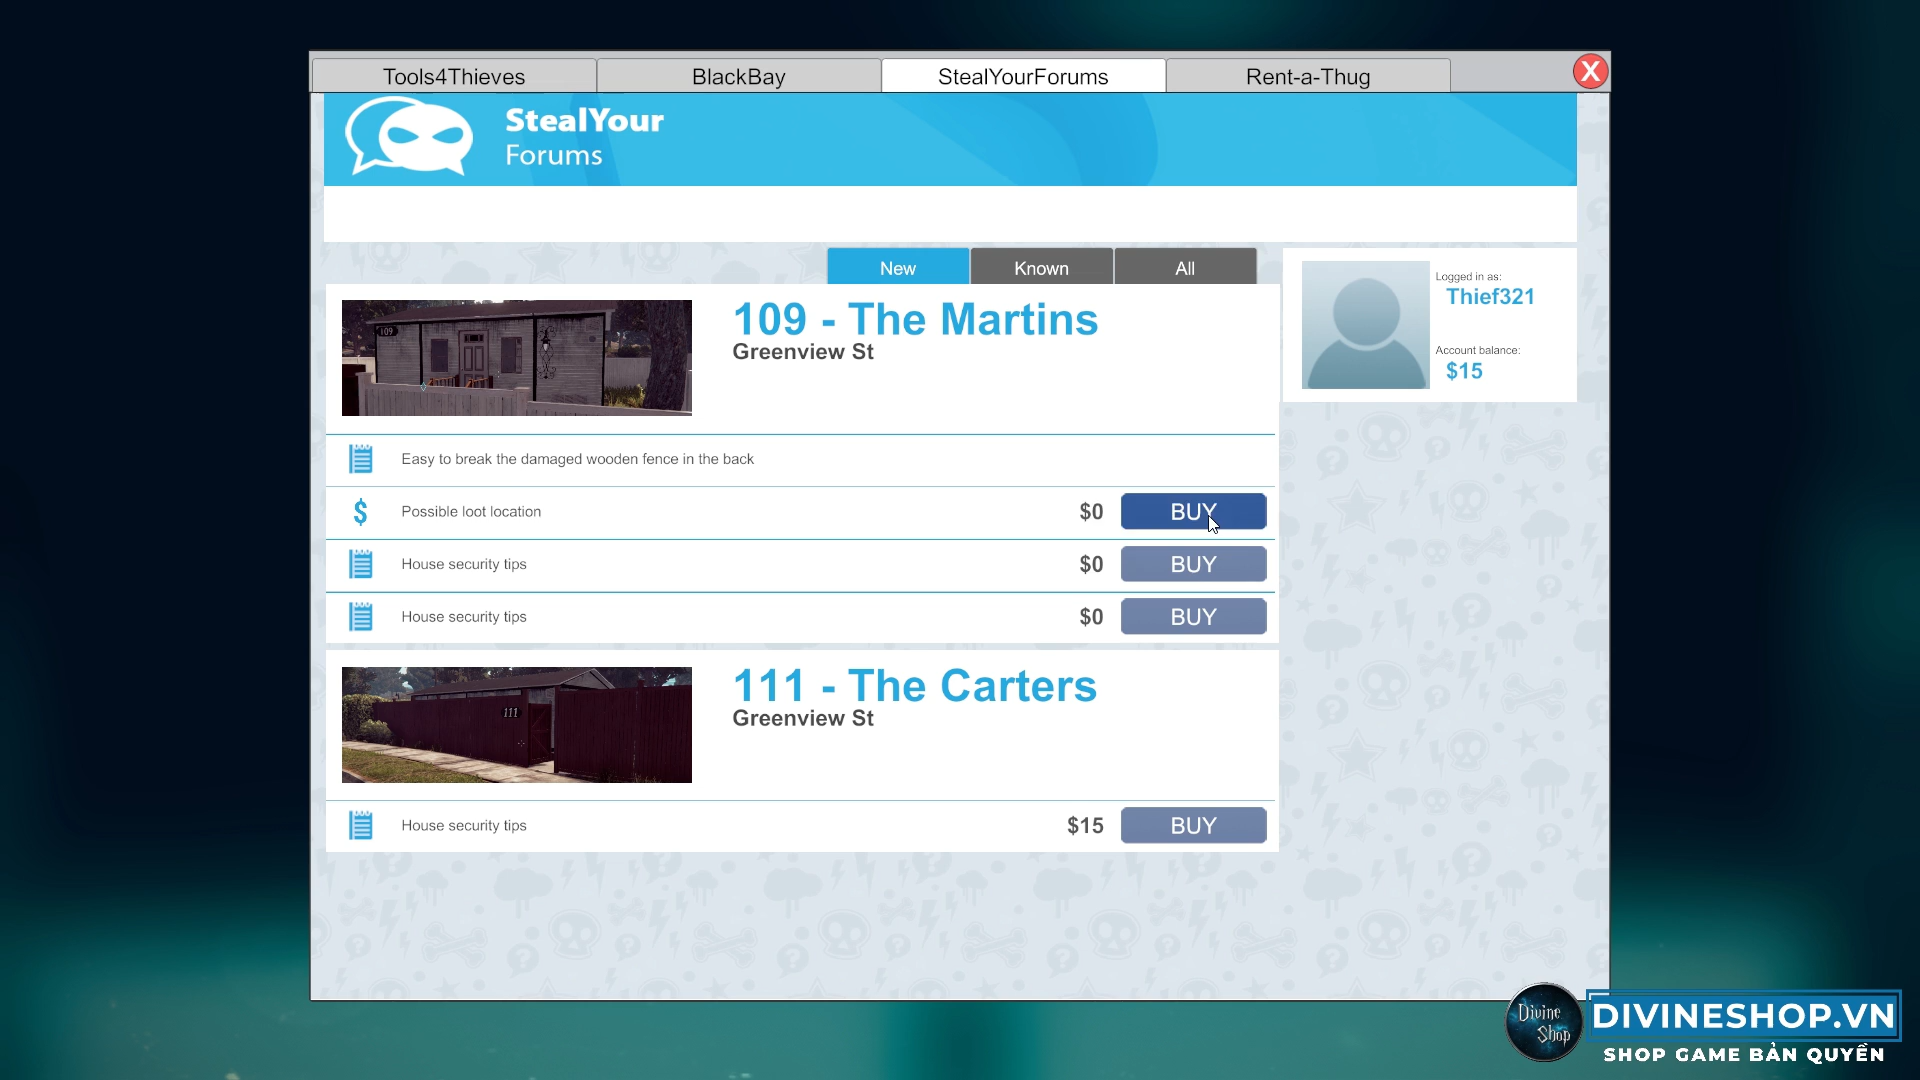 Tools4Thieves
BlackBay
StealYourForums
Rent-a-Thug
X
StealYour
Forums
New
Known
All
Logged in as:
Thief321
Account balance:
$15
109
109 - The Martins
Greenview St
Easy to break the damaged wooden fence in the back
$ Possible loot location $0 BUY
House security tips $0 BUY
House security tips $0 BUY
111
111 - The Carters
Greenview St
House security tips $15 BUY
Divine
Shop
DIVINESHOP.VN
SHOP GAME BẢN QUYỀN